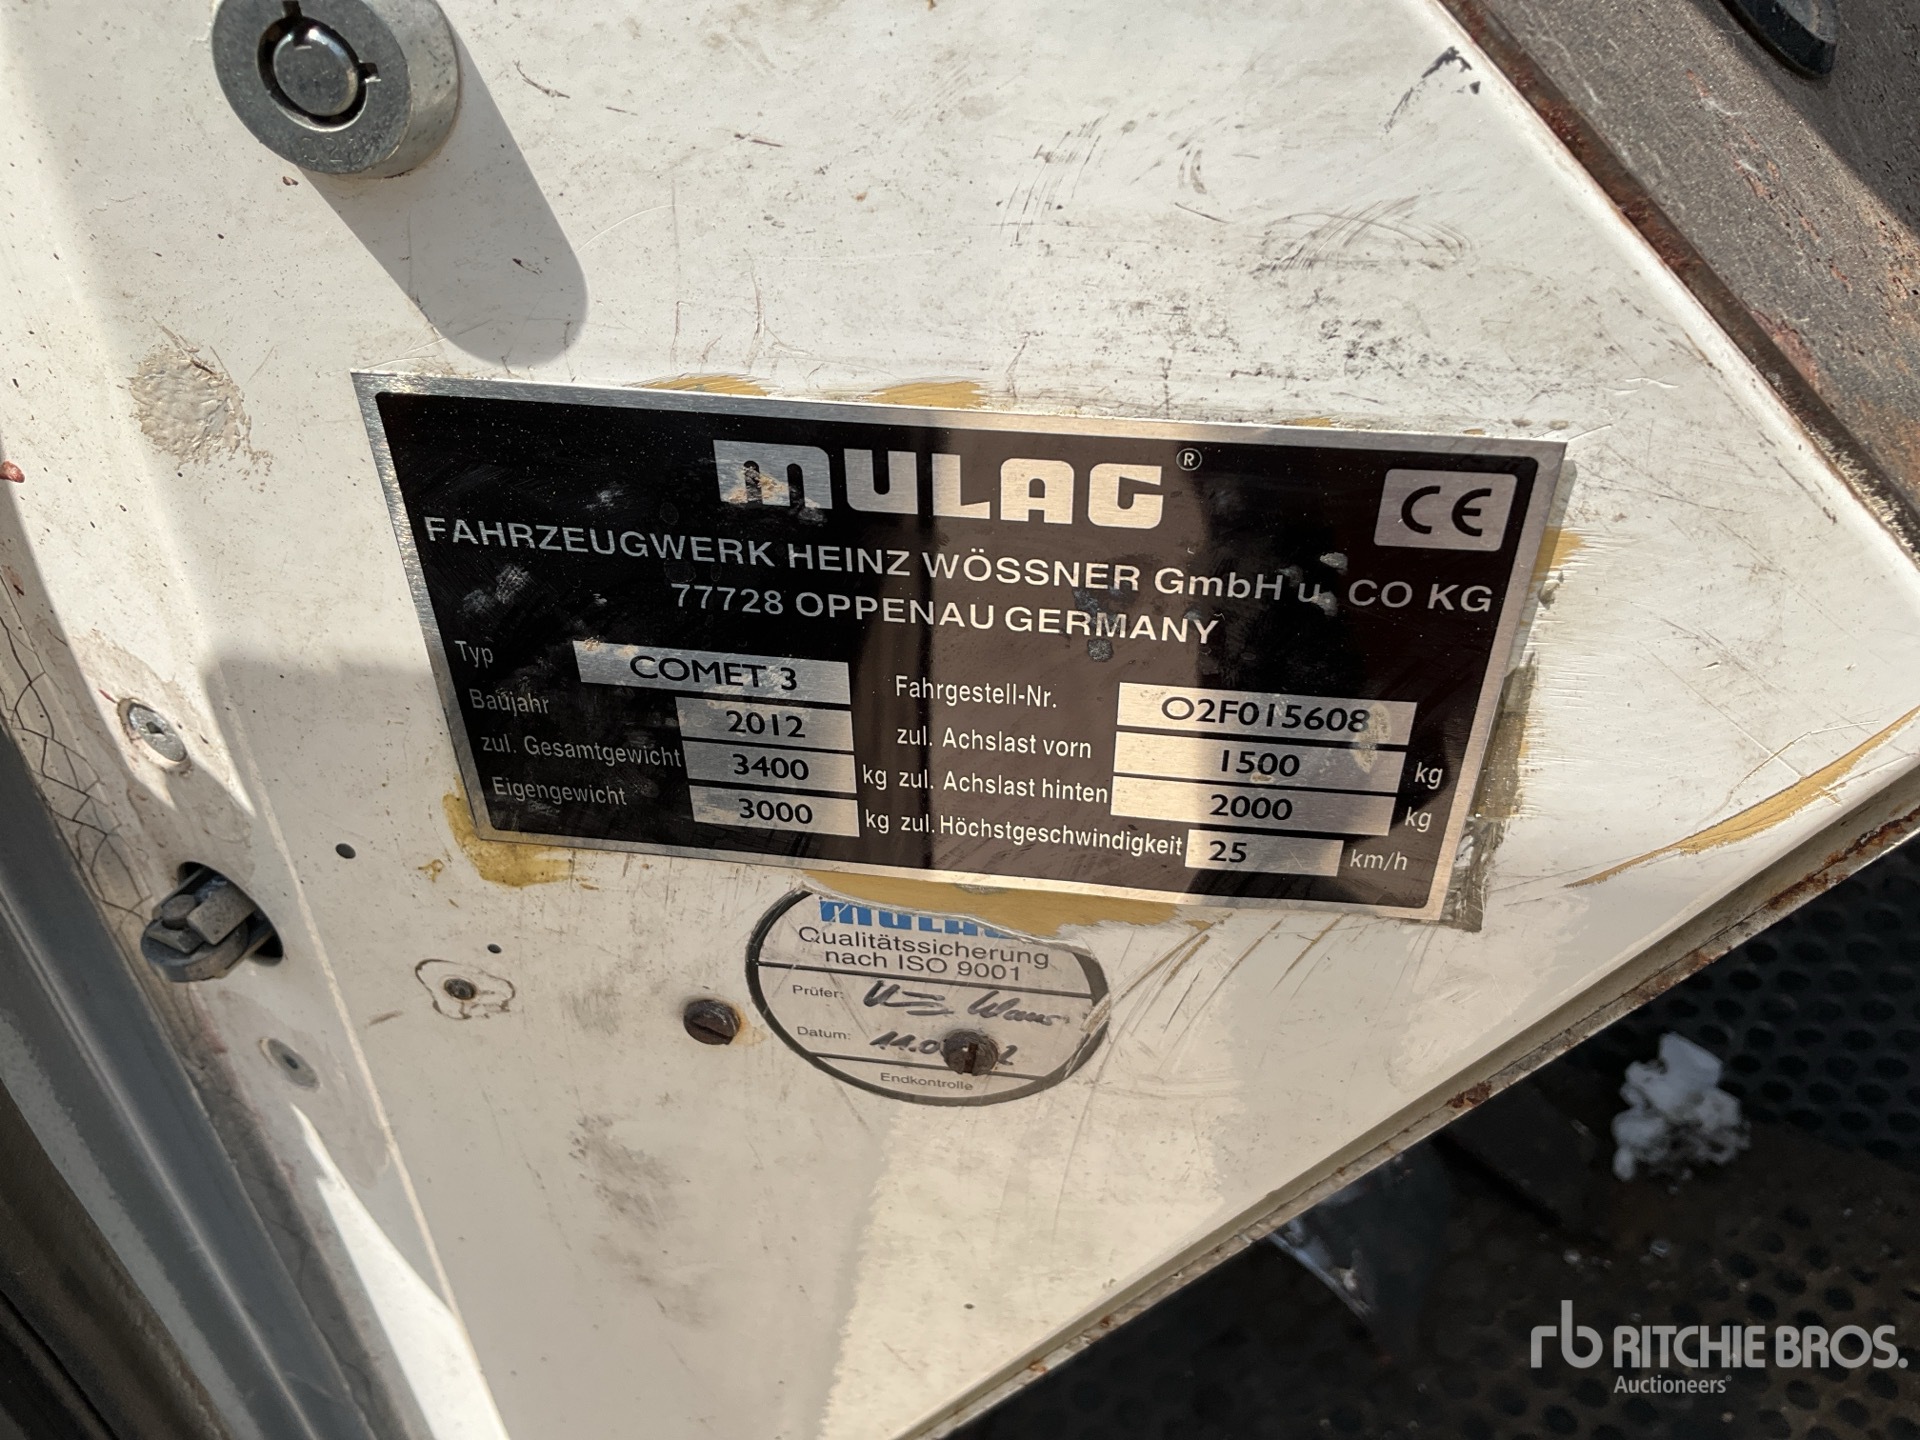 MULAG®
CE
FAHRZEUGWERK HEINZ WÖSSNER GmbH u. CO KG
77728 OPPENAU GERMANY
Typ COMET 3
Baujahr 2012
zul. Gesamtgewicht 3400 kg
Eigengewicht 3000 kg
Fahrgestell-Nr. O2F015608
zul. Achslast vorn 1500 kg
zul. Achslast hinten 2000 kg
zul. Höchstgeschwindigkeit 25 km/h
MULAG
Qualitätssicherung
nach ISO 9001
Prüfer:
Datum:
Endkontrolle
rb RITCHIE BROS.
Auctioneers